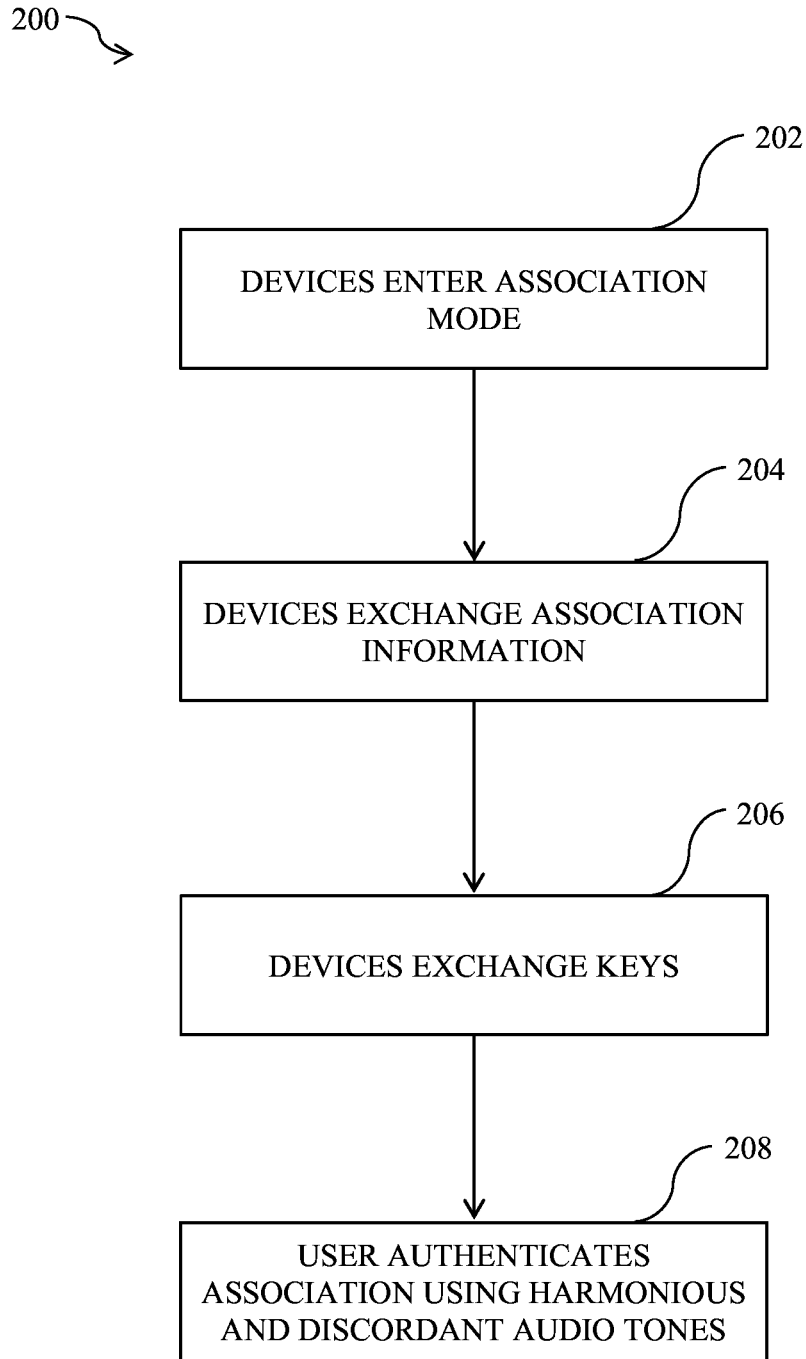 200
202
DEVICES ENTER ASSOCIATION
MODE
204
DEVICES EXCHANGE ASSOCIATION
INFORMATION
206
DEVICES EXCHANGE KEYS
208
USER AUTHENTICATES
ASSOCIATION USING HARMONIOUS
AND DISCORDANT AUDIO TONES